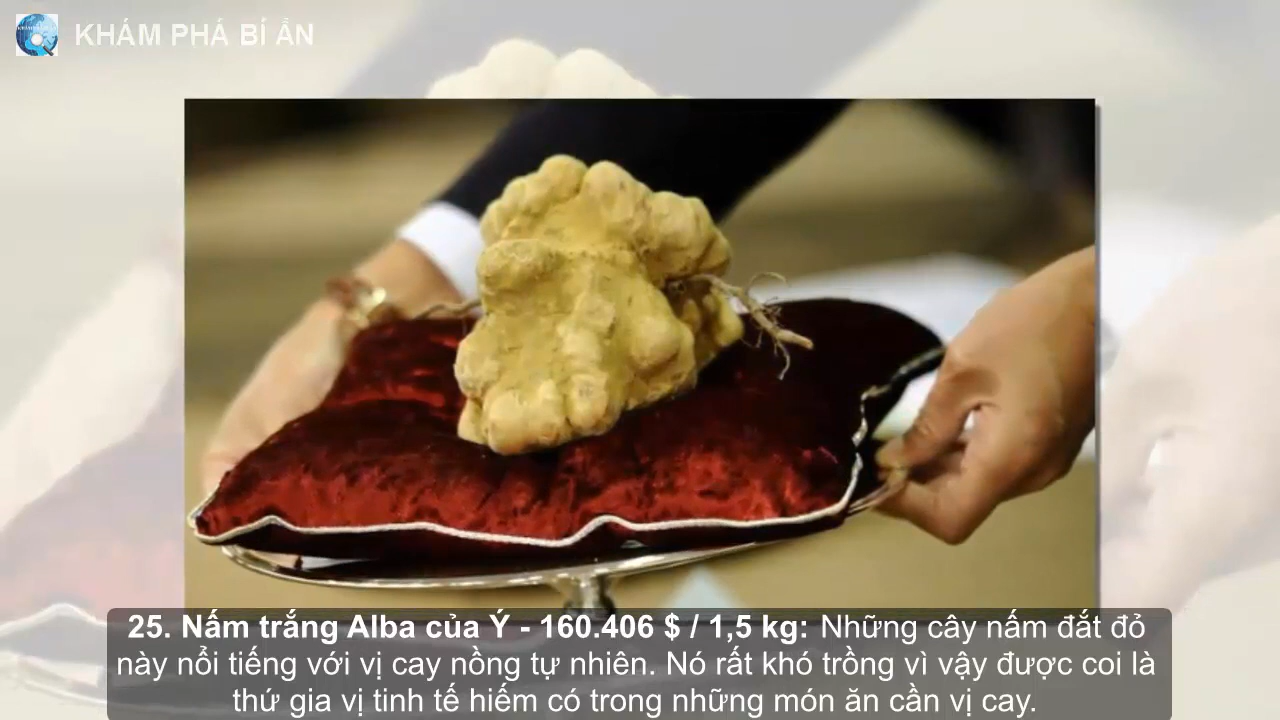 KHÁM PHÁ BÍ ẨN
25. Nấm trắng Alba của Ý - 160.406 $ / 1,5 kg: Những cây nấm đắt đỏ
này nổi tiếng với vị cay nồng tự nhiên. Nó rất khó trồng vì vậy được coi là
thứ gia vị tinh tế hiếm có trong những món ăn cần vị cay.